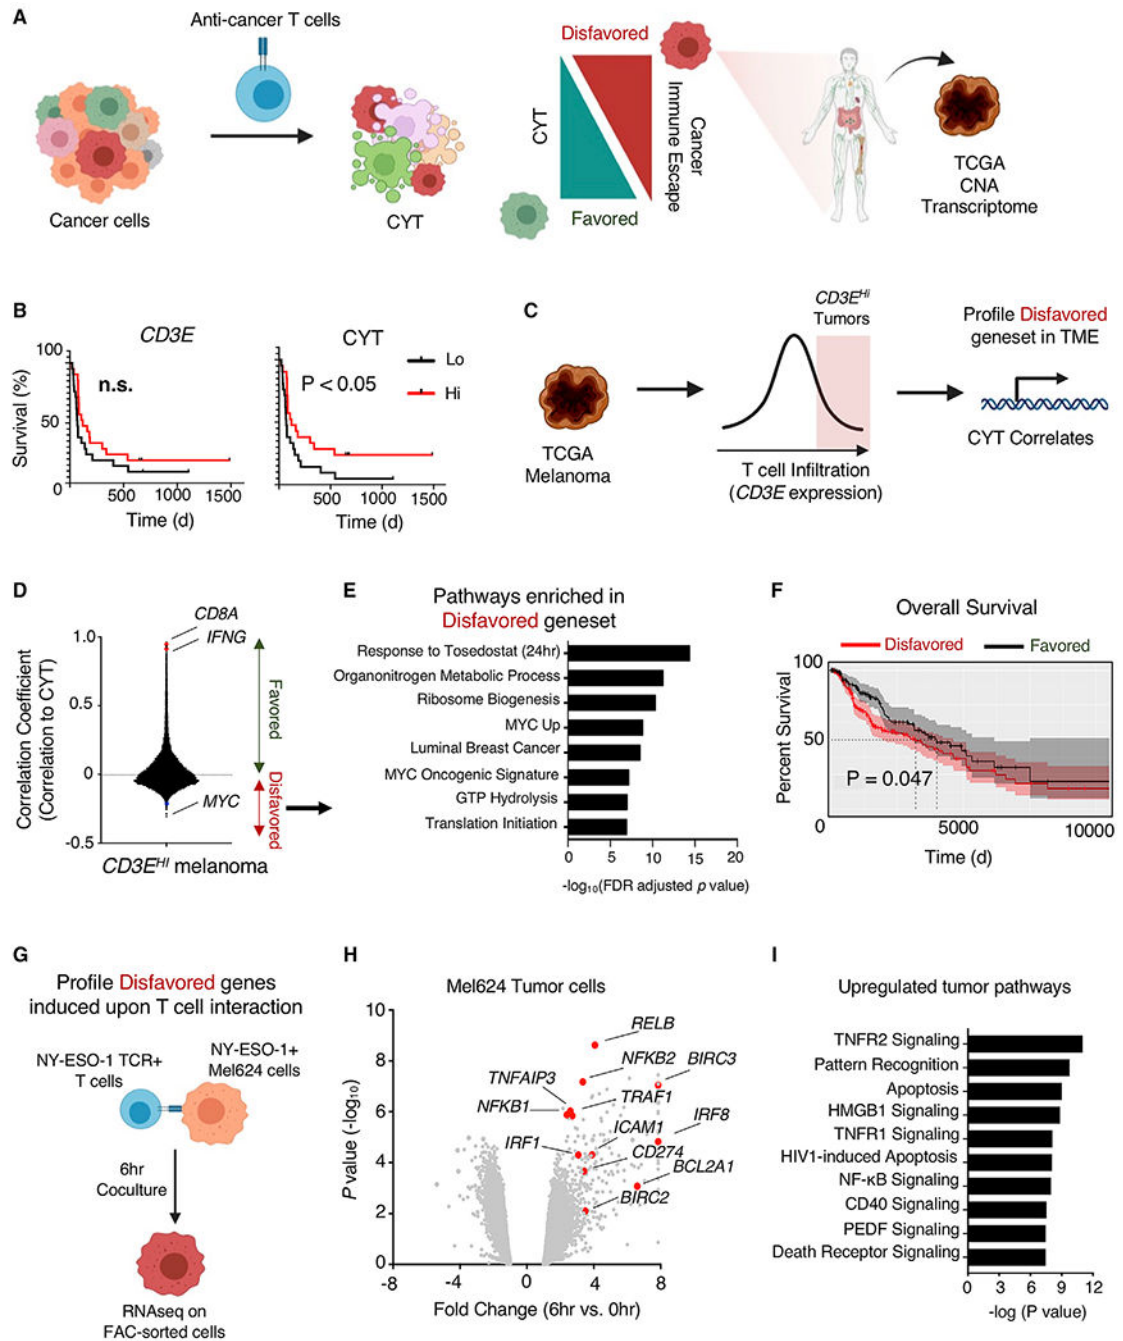 A
Anti-cancer T cells
Cancer cells
CYT
Disfavored
CYT
Cancer
Immune Escape
Favored
TCGA
CNA
Transcriptome
B
CD3E
CYT
Survival (%)
100
50
0
n.s.
P < 0.05
Lo
Hi
500
1000
1500
Time (d)
500
1000
1500
Time (d)
C
TCGA
Melanoma
CD3E^Hi
Tumors
T cell Infiltration
(CD3E expression)
Profile Disfavored
geneset in TME
CYT Correlates
D
Correlation Coefficient
(Correlation to CYT)
1.0
0.5
0
-0.5
CD8A
IFNG
MYC
Favored
Disfavored
CD3E^HI melanoma
E
Pathways enriched in
Disfavored geneset
Response to Tosedostat (24hr)
Organonitrogen Metabolic Process
Ribosome Biogenesis
MYC Up
Luminal Breast Cancer
MYC Oncogenic Signature
GTP Hydrolysis
Translation Initiation
0 5 10 15 20
-log₁₀(FDR adjusted p value)
F
Overall Survival
Disfavored
Favored
Percent Survival
100
50
0
P = 0.047
5000
10000
Time (d)
G
Profile Disfavored genes
induced upon T cell interaction
NY-ESO-1 TCR+
T cells
NY-ESO-1+
Mel624 cells
6hr
Coculture
RNAseq on
FAC-sorted cells
H
Mel624 Tumor cells
P value (-log₁₀)
10
8
6
4
2
0
RELB
NFKB2
BIRC3
TNFAIP3
TRAF1
NFKB1
IRF8
ICAM1
IRF1
CD274
BCL2A1
BIRC2
-8 -4 0 4 8
Fold Change (6hr vs. 0hr)
I
Upregulated tumor pathways
TNFR2 Signaling
Pattern Recognition
Apoptosis
HMGB1 Signaling
TNFR1 Signaling
HIV1-induced Apoptosis
NF-κB Signaling
CD40 Signaling
PEDF Signaling
Death Receptor Signaling
0 3 6 9 12
-log (P value)